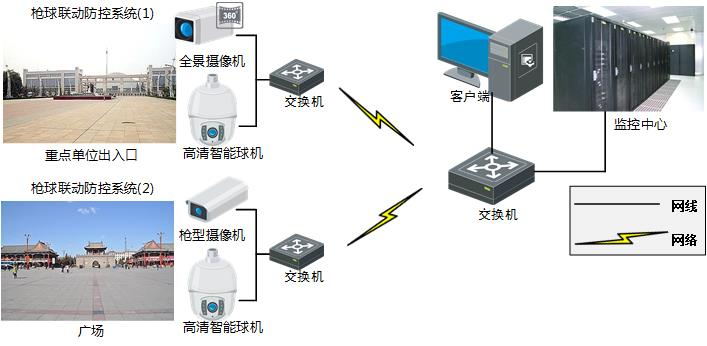 枪球联动防控系统(1)
360
全景摄像机
高清智能球机
交换机
重点单位出入口
客户端
监控中心
枪球联动防控系统(2)
枪型摄像机
高清智能球机
交换机
广场
交换机
网线
网络